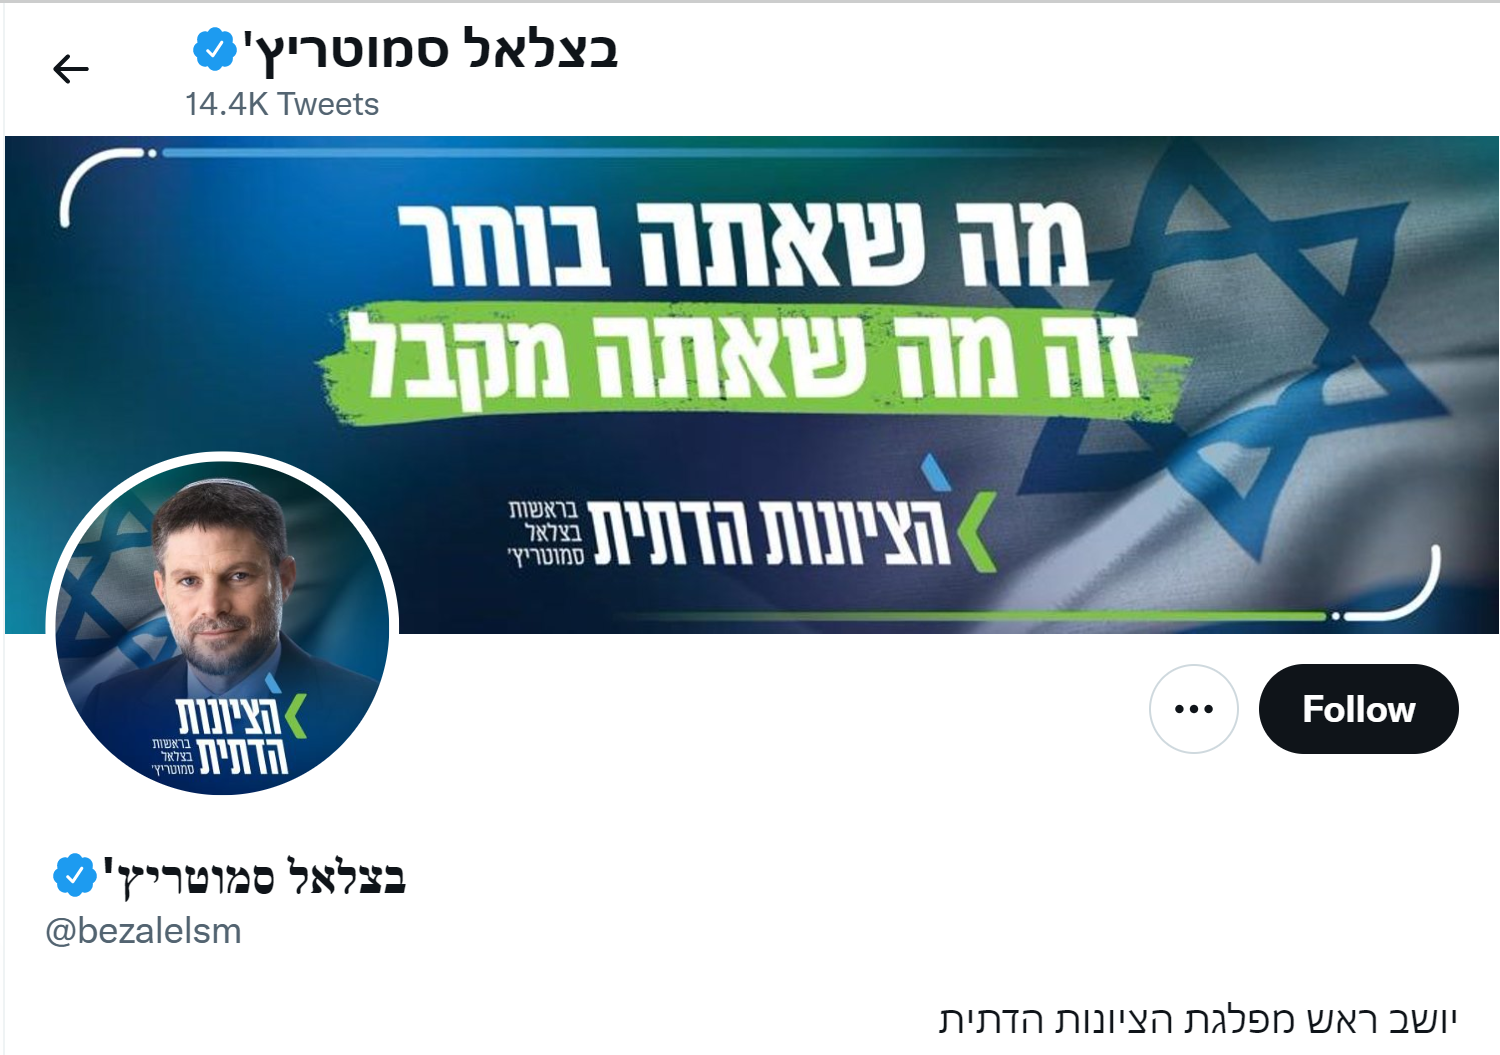 בצלאל סמוטריץ'
14.4K Tweets
מה שאתה בוחר
זה מה שאתה מקבל
הציונות הדתית
בראשות
בצלאל
סמוטריץ'
הציונות
הדתית
בראשות
בצלאל
סמוטריץ'
Follow
בצלאל סמוטריץ'
@bezalelsm
יושב ראש מפלגת הציונות הדתית